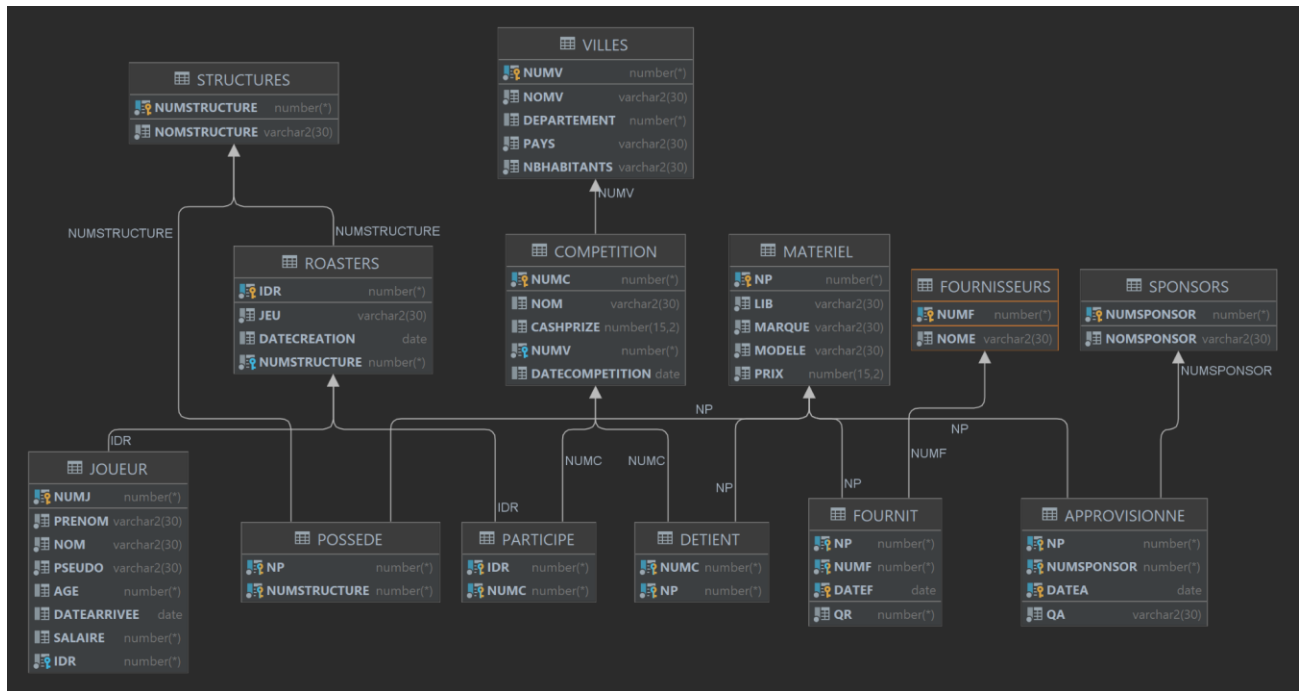 STRUCTURES
NUMSTRUCTURE number(*)
NOMSTRUCTURE varchar2(30)
VILLES
NUMV number(*)
NOMV varchar2(30)
DEPARTEMENT number(*)
PAYS varchar2(30)
NBHABITANTS varchar2(30)
NUMV
NUMSTRUCTURE
NUMSTRUCTURE
ROASTERS
IDR number(*)
JEU varchar2(30)
DATECREATION date
NUMSTRUCTURE number(*)
COMPETITION
NUMC number(*)
NOM varchar2(30)
CASHPRIZE number(15,2)
NUMV number(*)
DATECOMPETITION date
MATERIEL
NP number(*)
LIB varchar2(30)
MARQUE varchar2(30)
MODELE varchar2(30)
PRIX number(15,2)
FOURNISSEURS
NUMF number(*)
NOME varchar2(30)
SPONSORS
NUMSPONSOR number(*)
NOMSPONSOR varchar2(30)
NUMSPONSOR
NP
NP
IDR
NUMC
NUMC
NUMF
NP
NP
IDR
JOUEUR
NUMJ number(*)
PRENOM varchar2(30)
NOM varchar2(30)
PSEUDO varchar2(30)
AGE number(*)
DATEARRIVEE date
SALAIRE number(*)
IDR number(*)
POSSEDE
NP number(*)
NUMSTRUCTURE number(*)
PARTICIPE
IDR number(*)
NUMC number(*)
DETIENT
NUMC number(*)
NP number(*)
FOURNIT
NP number(*)
NUMF number(*)
DATEF date
QR number(*)
APPROVISIONNE
NP number(*)
NUMSPONSOR number(*)
DATEA date
QA varchar2(30)